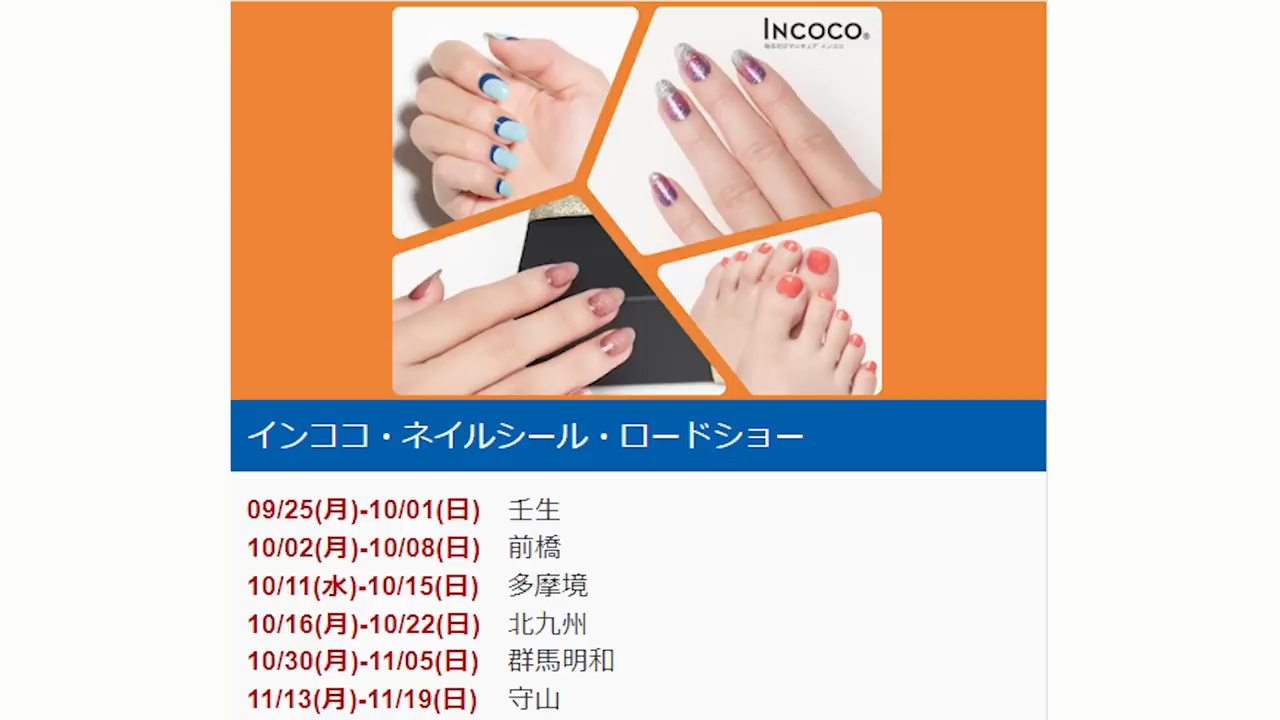 INCOCO®
インココ・ネイルシール・ロードショー
09/25(月)-10/01(日) 壬生
10/02(月)-10/08(日) 前橋
10/11(水)-10/15(日) 多摩境
10/16(月)-10/22(日) 北九州
10/30(月)-11/05(日) 群馬明和
11/13(月)-11/19(日) 守山